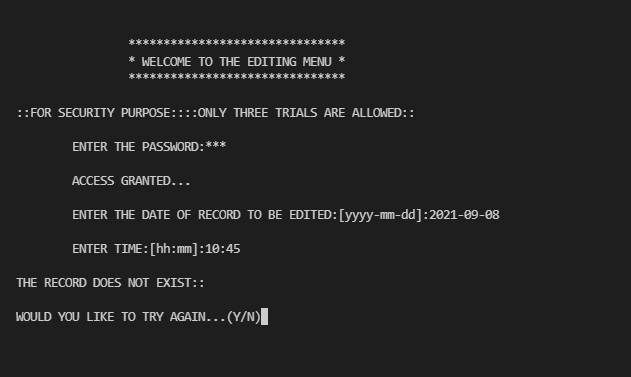 *******************************
* WELCOME TO THE EDITING MENU *
*******************************
::FOR SECURITY PURPOSE::::ONLY THREE TRIALS ARE ALLOWED::
ENTER THE PASSWORD:***
ACCESS GRANTED...
ENTER THE DATE OF RECORD TO BE EDITED:[yyyy-mm-dd]:2021-09-08
ENTER TIME:[hh:mm]:10:45
THE RECORD DOES NOT EXIST::
WOULD YOU LIKE TO TRY AGAIN...(Y/N)